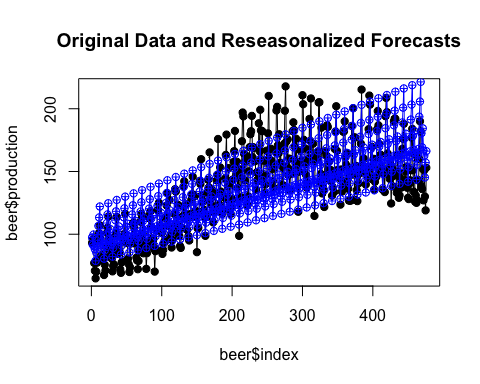 Original Data and Reseasonalized Forecasts
beer$production
200
150
100
0 100 200 300 400
beer$index